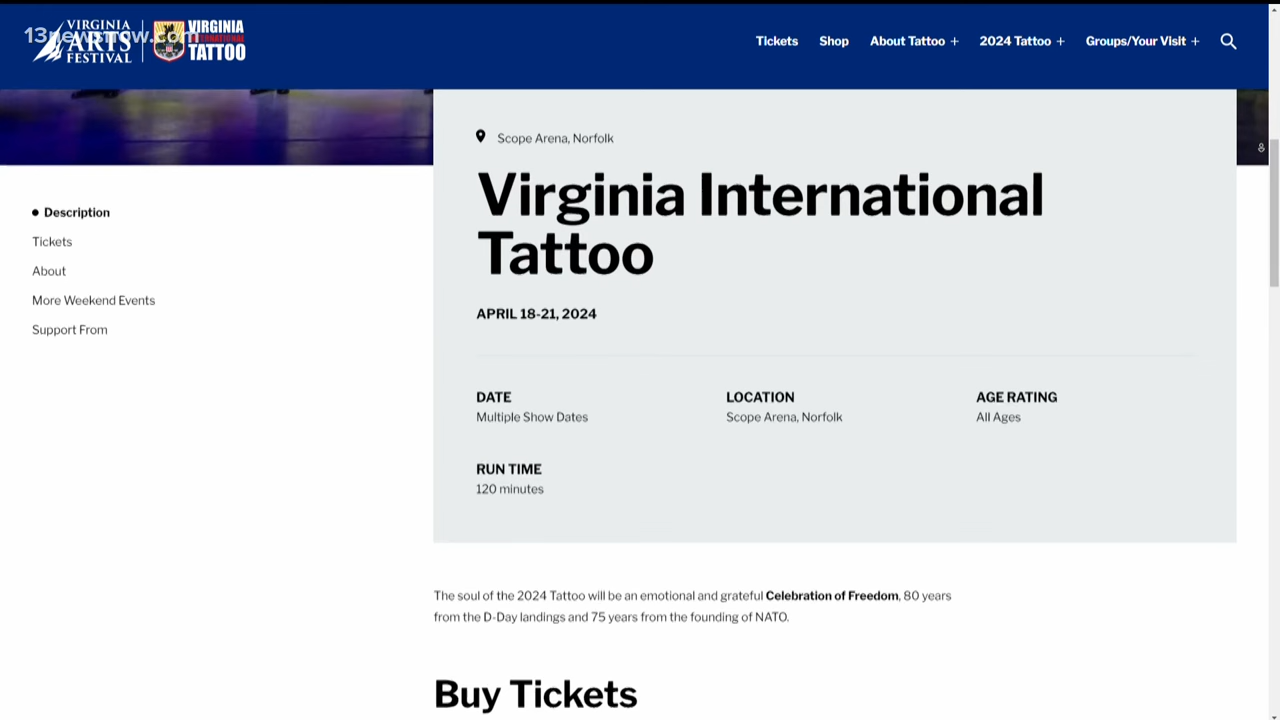 13newsnow.com
VIRGINIA
ARTS
FESTIVAL
VIRGINIA
INTERNATIONAL
TATTOO
Tickets
Shop
About Tattoo +
2024 Tattoo +
Groups/Your Visit +
Scope Arena, Norfolk
Virginia International
Tattoo
APRIL 18-21, 2024
Description
Tickets
About
More Weekend Events
Support From
DATE
Multiple Show Dates
LOCATION
Scope Arena, Norfolk
AGE RATING
All Ages
RUN TIME
120 minutes
The soul of the 2024 Tattoo will be an emotional and grateful Celebration of Freedom, 80 years
from the D-Day landings and 75 years from the founding of NATO.
Buy Tickets